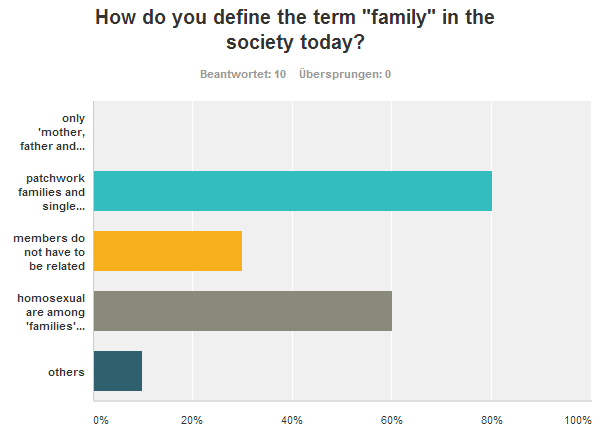 How do you define the term "family" in the
society today?
Beantwortet: 10 Übersprungen: 0
only
'mother,
father and...
patchwork
families and
single...
members do
not have to
be related
homosexual
are among
'families'...
others
0% 20% 40% 60% 80% 100%